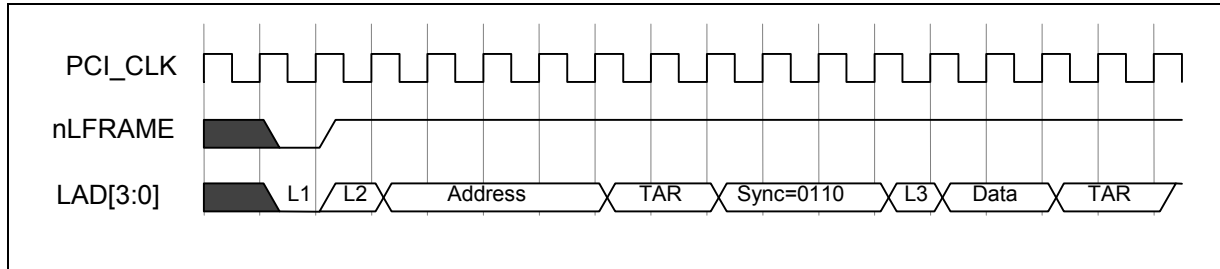 PCI_CLK
nLFRAME
LAD[3:0] L1 L2 Address TAR Sync=0110 L3 Data TAR